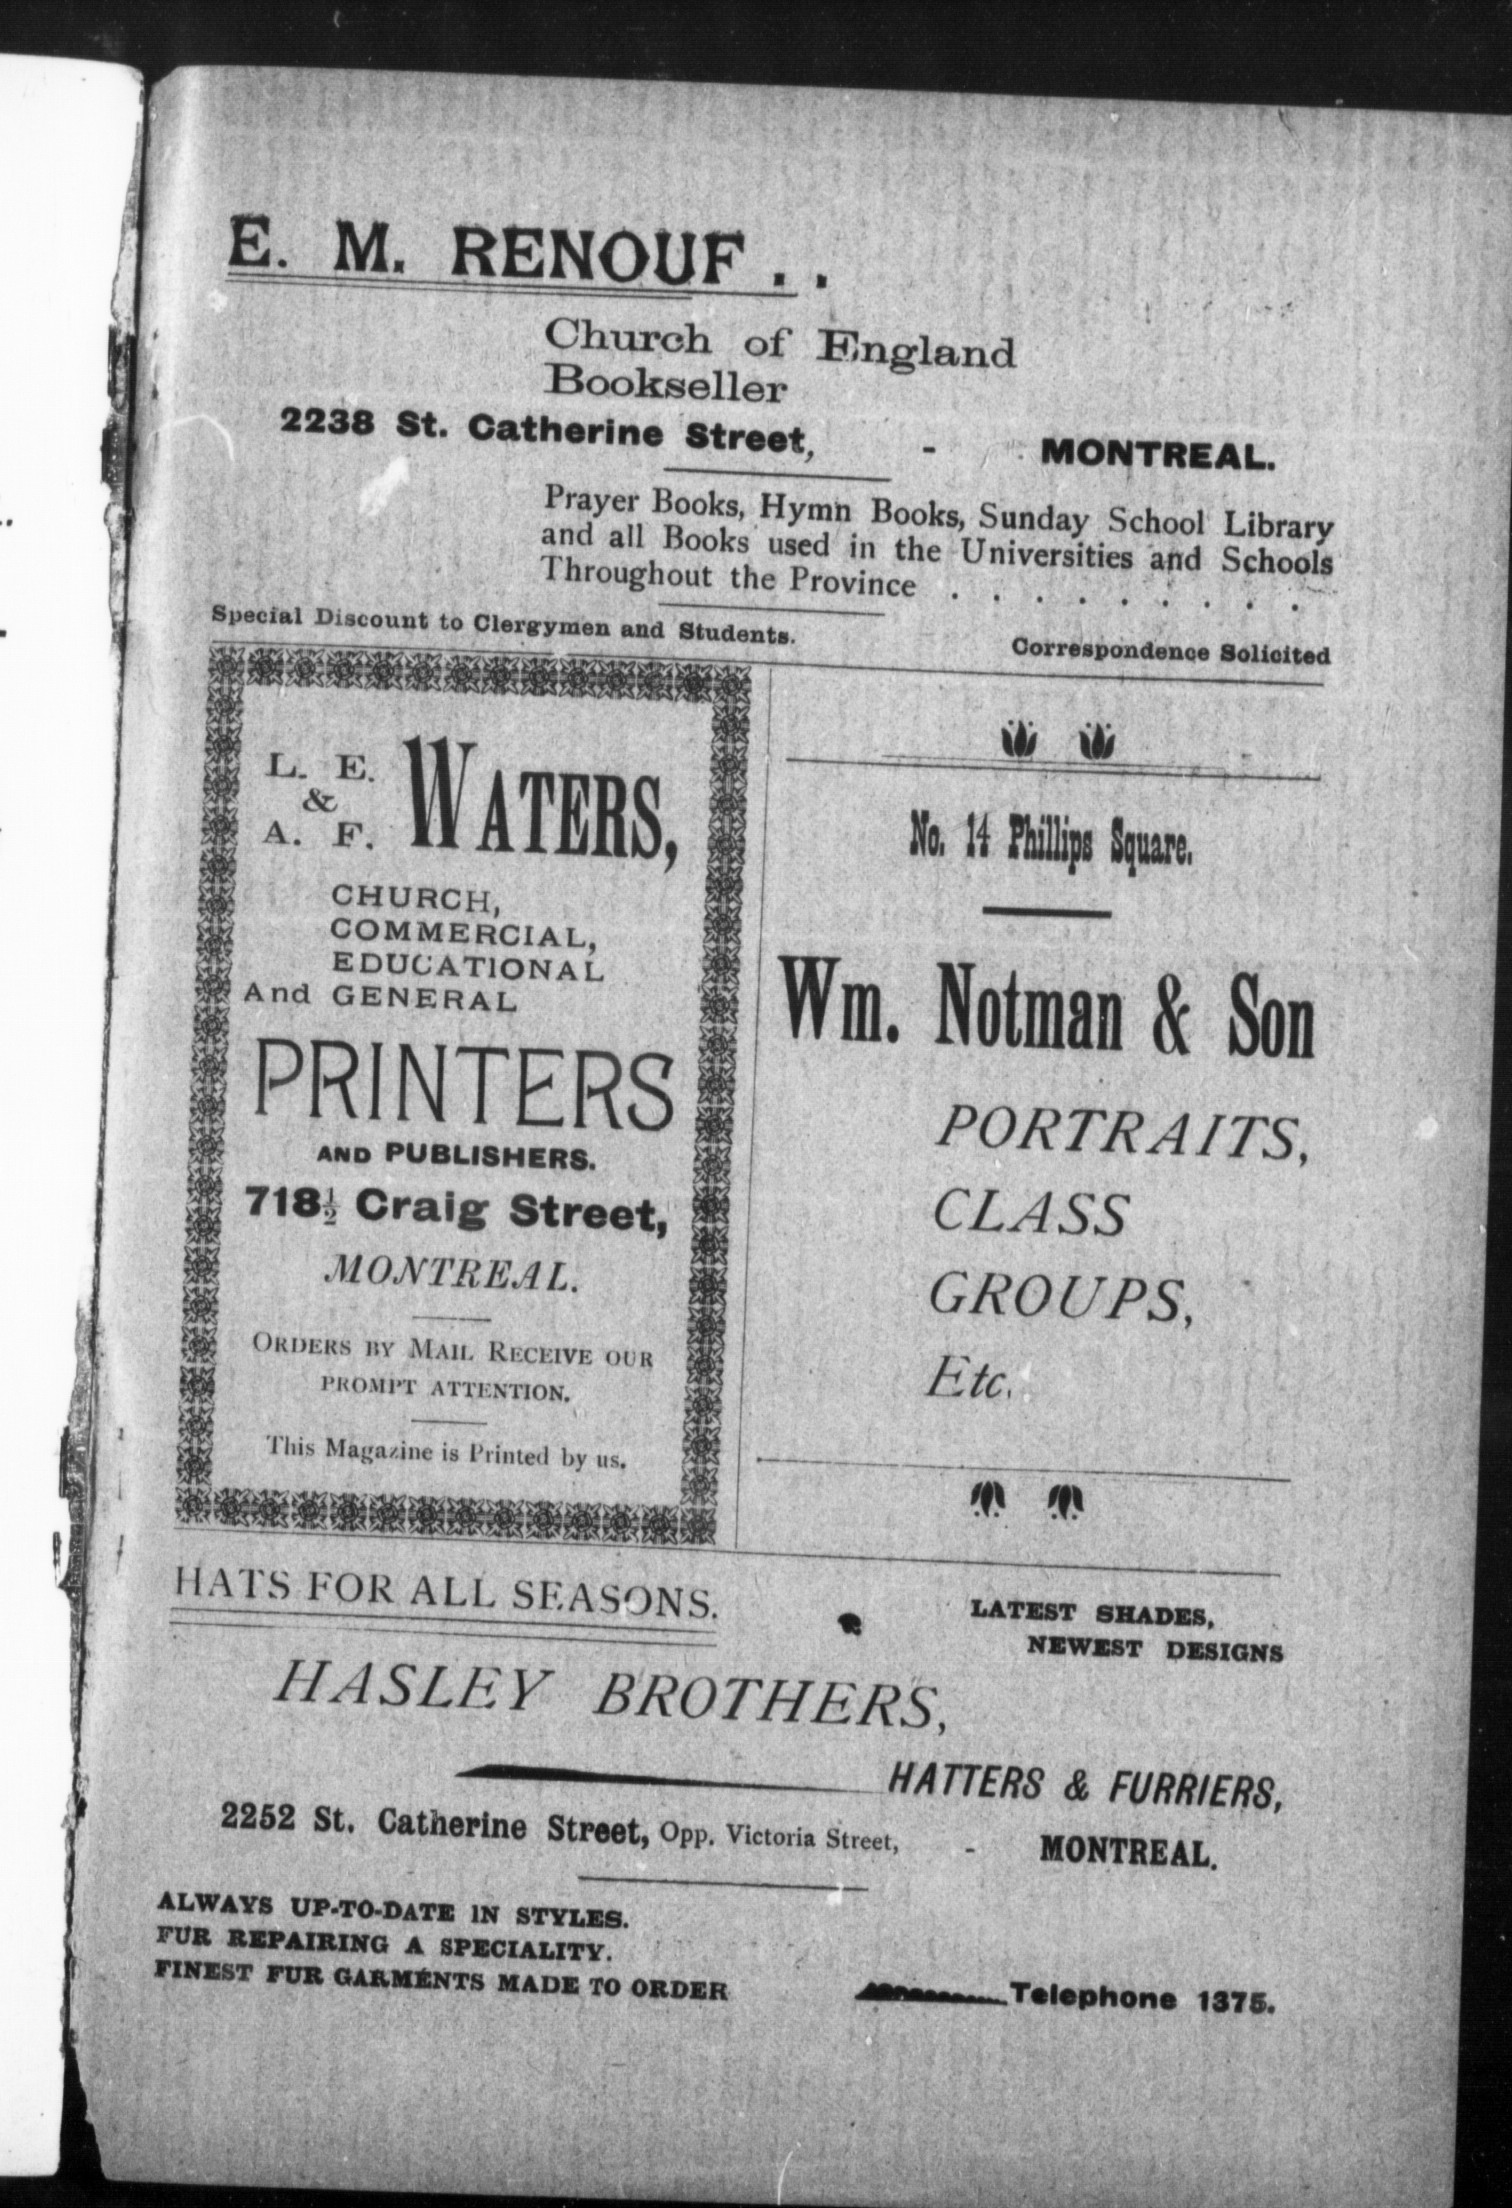 E. M. RENOUF . .
Church of England
Bookseller
2238 St. Catherine Street, - MONTREAL.
Prayer Books, Hymn Books, Sunday School Library
and all Books used in the Universities and Schools
Throughout the Province . . . . . . . . .
Special Discount to Clergymen and Students.
Correspondence Solicited
L. E.
&
A. F.
WATERS,
CHURCH,
COMMERCIAL,
EDUCATIONAL
And GENERAL
PRINTERS
AND PUBLISHERS.
718½ Craig Street,
MONTREAL.
ORDERS BY MAIL RECEIVE OUR
PROMPT ATTENTION.
This Magazine is Printed by us.
No. 14 Phillips Square.
Wm. Notman & Son
PORTRAITS,
CLASS
GROUPS,
Etc.
HATS FOR ALL SEASONS.
LATEST SHADES,
NEWEST DESIGNS
HASLEY BROTHERS,
HATTERS & FURRIERS,
2252 St. Catherine Street, Opp. Victoria Street, - MONTREAL.
ALWAYS UP-TO-DATE IN STYLES.
FUR REPAIRING A SPECIALITY.
FINEST FUR GARMENTS MADE TO ORDER
Telephone 1375.